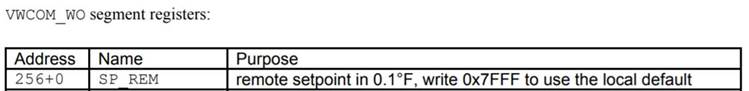 VWCOM_WO segment registers:
Address Name Purpose
256+0 SP_REM remote setpoint in 0.1°F, write 0x7FFF to use the local default